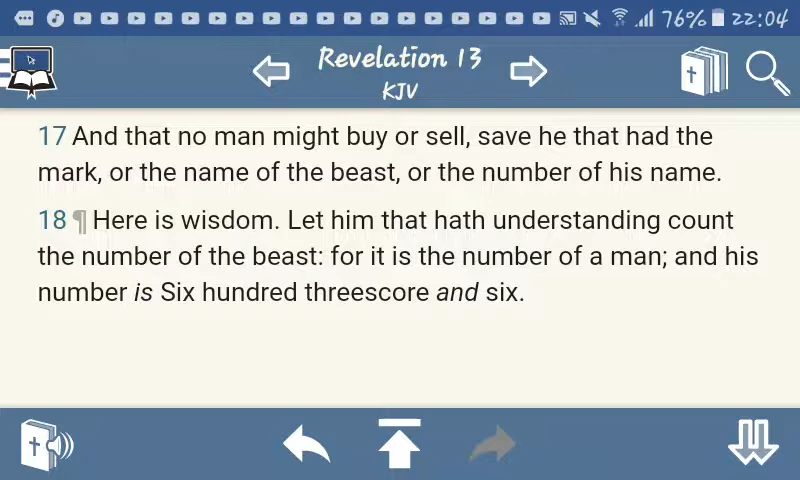 76% 22:04
Revelation 13
KJV
17 And that no man might buy or sell, save he that had the
mark, or the name of the beast, or the number of his name.
18 ¶ Here is wisdom. Let him that hath understanding count
the number of the beast: for it is the number of a man; and his
number is Six hundred threescore and six.